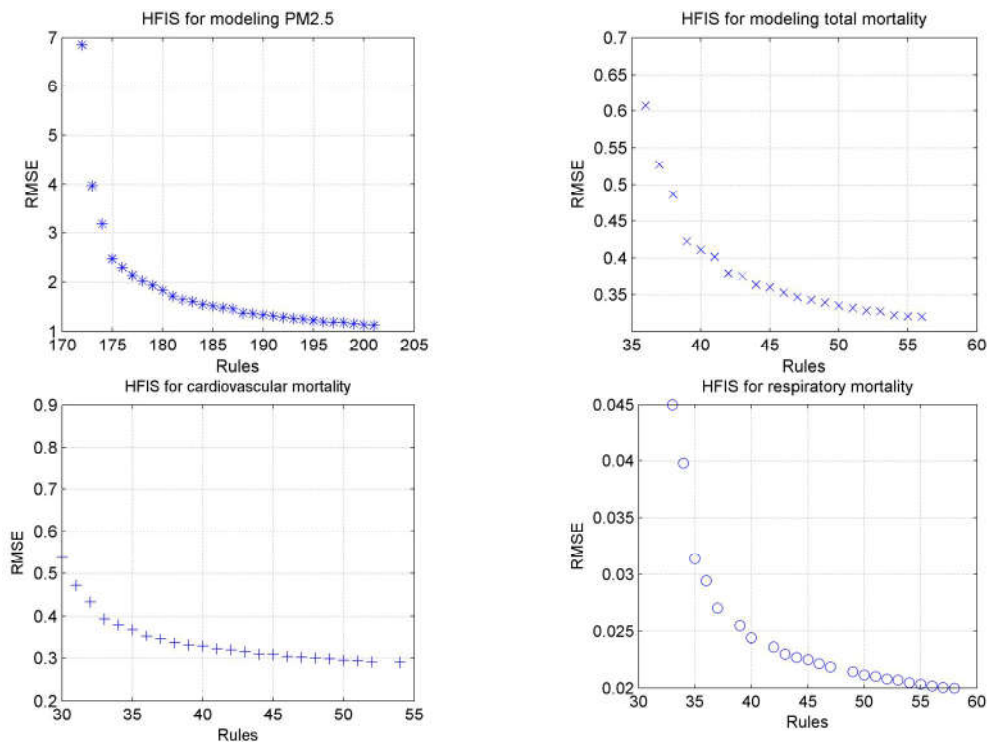 HFIS for modeling PM2.5
7
6
5
4
3
2
1
RMSE
170 175 180 185 190 195 200 205
Rules
HFIS for modeling total mortality
0.7
0.65
0.6
0.55
0.5
0.45
0.4
0.35
RMSE
35 40 45 50 55 60
Rules
HFIS for cardiovascular mortality
0.9
0.8
0.7
0.6
0.5
0.4
0.3
0.2
RMSE
30 35 40 45 50 55
Rules
HFIS for respiratory mortality
0.045
0.04
0.035
0.03
0.025
0.02
RMSE
30 35 40 45 50 55 60
Rules